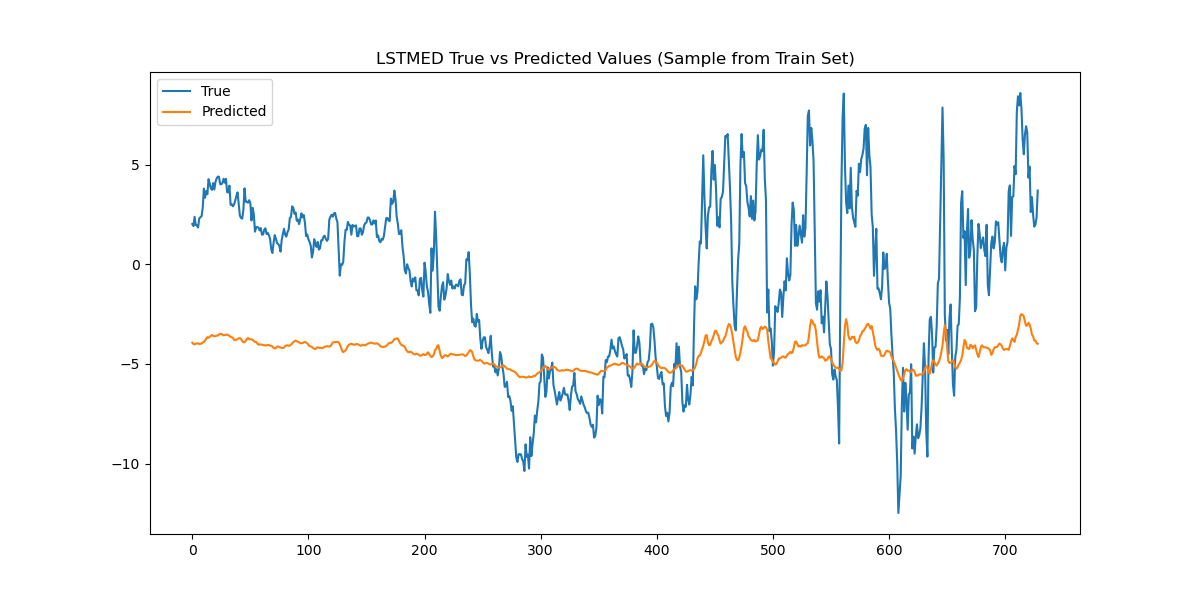 LSTMED True vs Predicted Values (Sample from Train Set)
True
Predicted
5
0
−5
−10
0 100 200 300 400 500 600 700